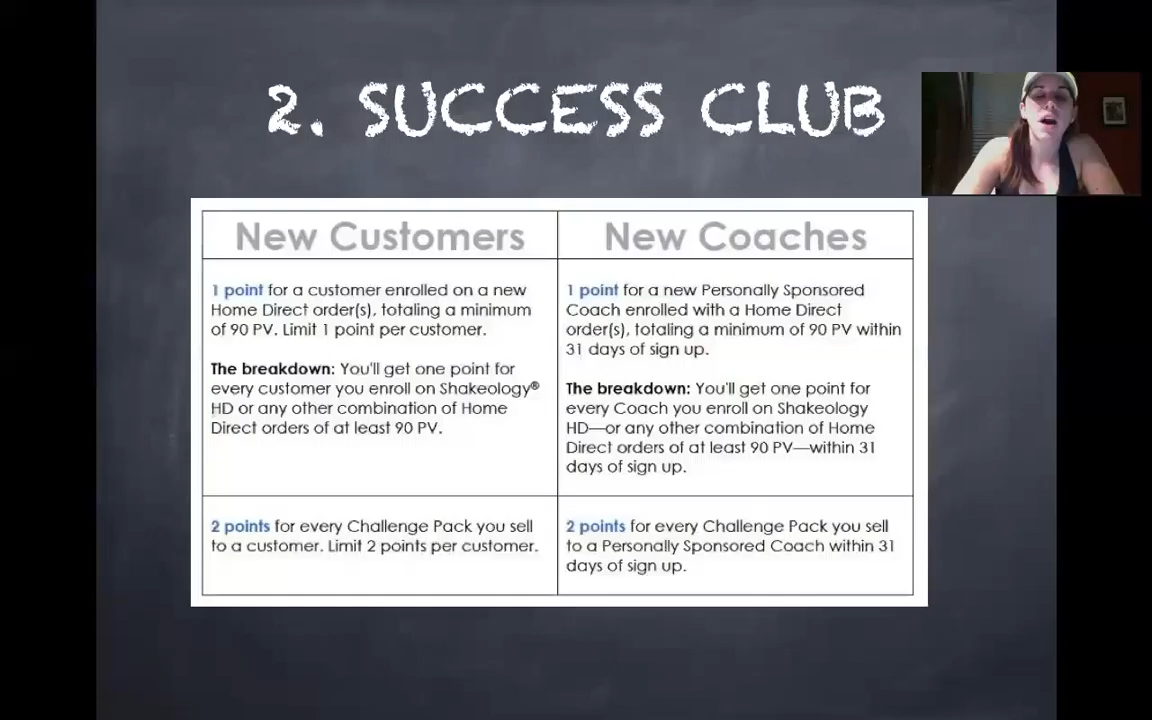 2. SUCCESS CLUB
New Customers
New Coaches
1 point for a customer enrolled on a new
Home Direct order(s), totaling a minimum
of 90 PV. Limit 1 point per customer.
The breakdown: You'll get one point for
every customer you enroll on Shakeology®
HD or any other combination of Home
Direct orders of at least 90 PV.
1 point for a new Personally Sponsored
Coach enrolled with a Home Direct
order(s), totaling a minimum of 90 PV within
31 days of sign up.
The breakdown: You'll get one point for
every Coach you enroll on Shakeology
HD—or any other combination of Home
Direct orders of at least 90 PV—within 31
days of sign up.
2 points for every Challenge Pack you sell
to a customer. Limit 2 points per customer.
2 points for every Challenge Pack you sell
to a Personally Sponsored Coach within 31
days of sign up.